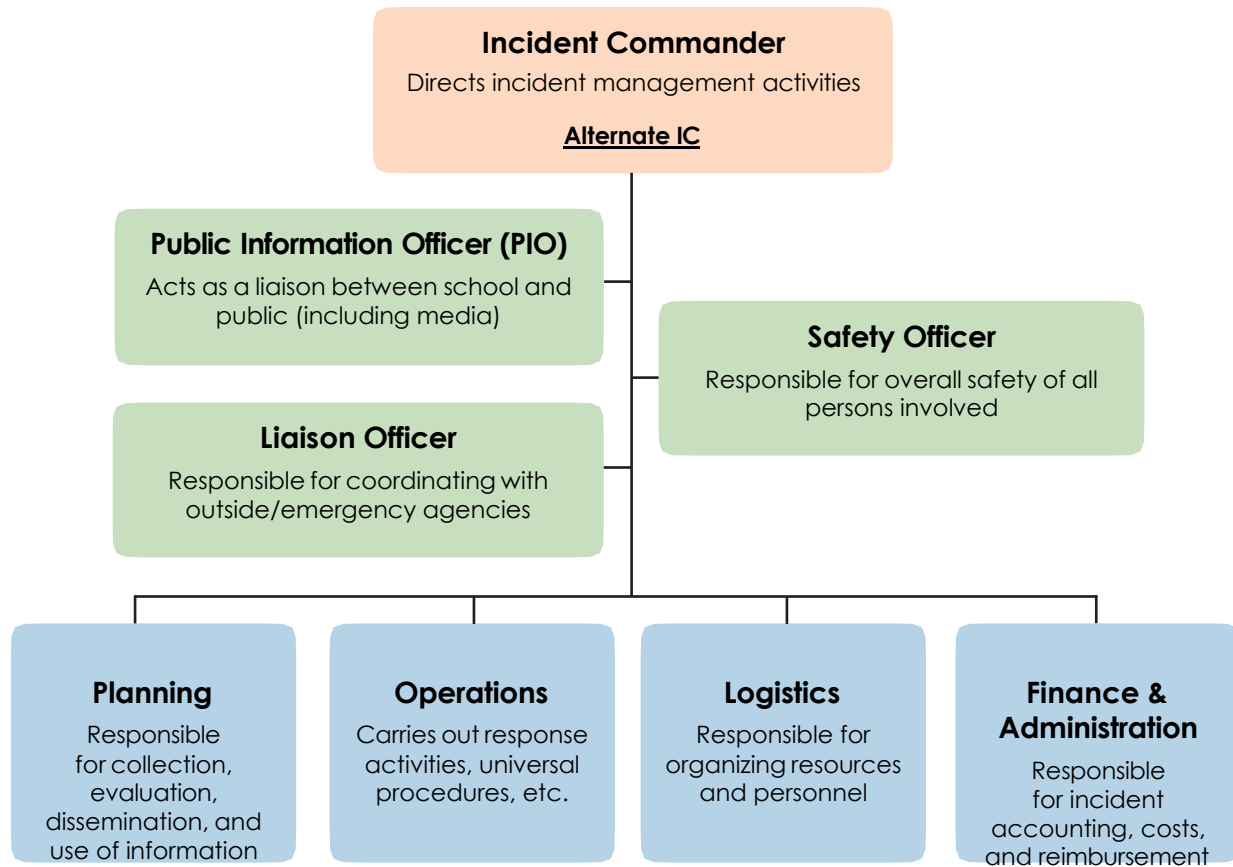 Incident Commander
Directs incident management activities
Alternate IC
Public Information Officer (PIO)
Acts as a liaison between school and
public (including media)
Safety Officer
Responsible for overall safety of all
persons involved
Liaison Officer
Responsible for coordinating with
outside/emergency agencies
Planning
Responsible
for collection,
evaluation,
dissemination, and
use of information
Operations
Carries out response
activities, universal
procedures, etc.
Logistics
Responsible for
organizing resources
and personnel
Finance &
Administration
Responsible
for incident
accounting, costs,
and reimbursement